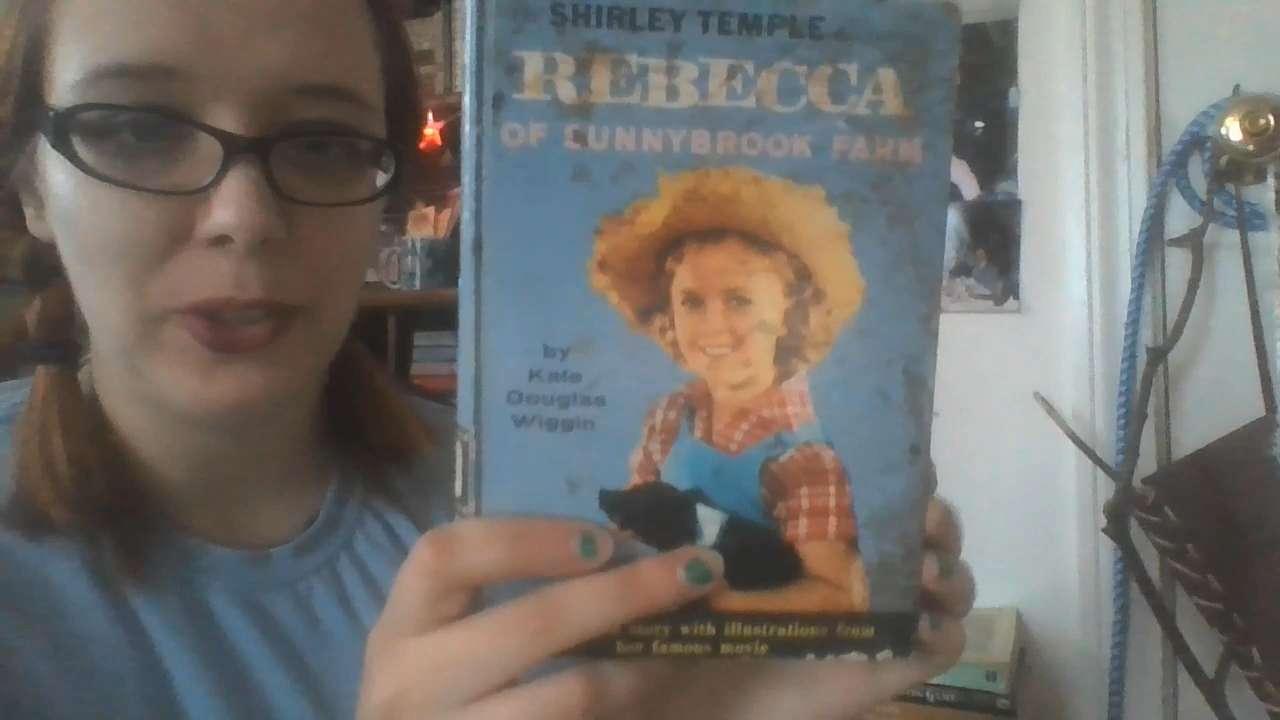 SHIRLEY TEMPLE
REBECCA
OF SUNNYBROOK FARM
by
Kate
Douglas
Wiggin
story with illustrations from
her famous movie